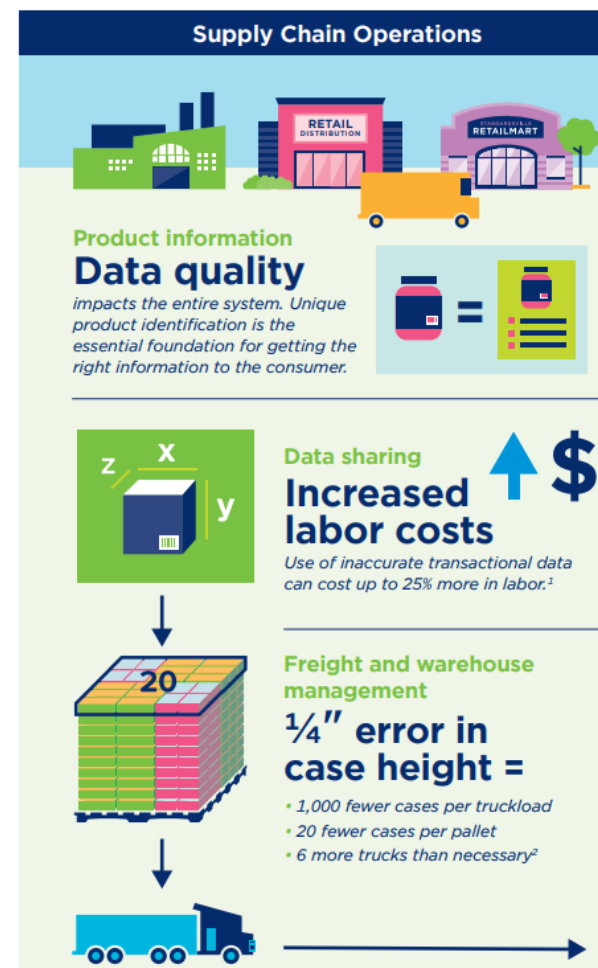 Supply Chain Operations
RETAIL
DISTRIBUTION
STANDARDSVILLE
RETAILMART
Product information
Data quality
impacts the entire system. Unique
product identification is the
essential foundation for getting the
right information to the consumer.
=
z
x
y
Data sharing
$
Increased
labor costs
Use of inaccurate transactional data
can cost up to 25% more in labor.¹
20
Freight and warehouse
management
¼" error in
case height =
• 1,000 fewer cases per truckload
• 20 fewer cases per pallet
• 6 more trucks than necessary²